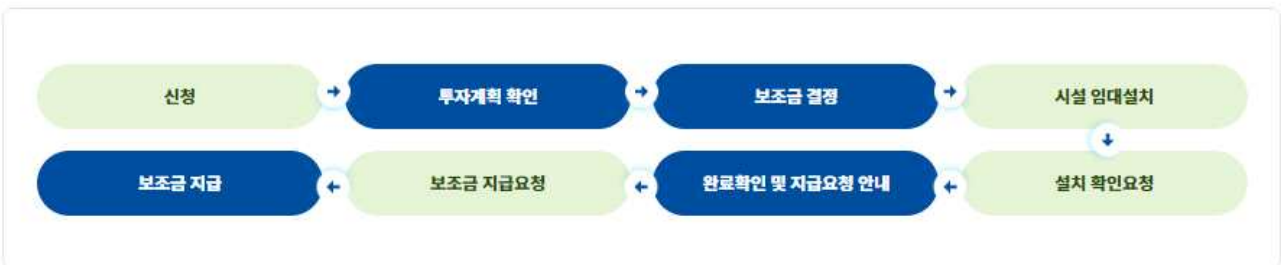 신청
투자계획 확인
보조금 결정
시설 임대설치
설치 확인요청
완료확인 및 지급요청 안내
보조금 지급요청
보조금 지급